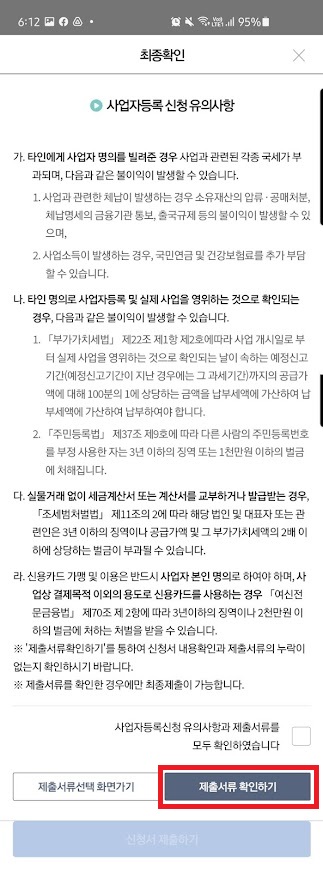 6:12
95%
최종확인
사업자등록 신청 유의사항
가. 타인에게 사업자 명의를 빌려준 경우 사업과 관련된 각종 국세가 부
과되며, 다음과 같은 불이익이 발생할 수 있습니다.
1. 사업과 관련한 체납이 발생하는 경우 소유재산의 압류·공매처분,
체납명세의 금융기관 통보, 출국규제 등의 불이익이 발생할 수 있
으며,
2. 사업소득이 발생하는 경우, 국민연금 및 건강보험료를 추가 부담
할 수 있습니다.
나. 타인 명의로 사업자등록 및 실제 사업을 영위하는 것으로 확인되는
경우, 다음과 같은 불이익이 발생할 수 있습니다.
1. 「부가가치세법」 제22조 제1항 제2호에따라 사업 개시일로 부
터 실제 사업을 영위하는 것으로 확인되는 날이 속하는 예정신고
기간(예정신고기간이 지난 경우에는 그 과세기간)까지의 공급가
액에 대해 100분의 1에 상당하는 금액을 납부세액에 가산하여 납
부세액에 가산하여 납부하여야 합니다.
2. 「주민등록법」 제37조 제9호에 따라 다른 사람의 주민등록번호
를 부정 사용한 자는 3년 이하의 징역 또는 1천만원 이하의 벌금
에 처해집니다.
다. 실물거래 없이 세금계산서 또는 계산서를 교부하거나 발급받는 경우,
「조세범처벌법」 제11조의 2에 따라 해당 법인 및 대표자 또는 관
련인은 3년 이하의 징역이나 공급가액 및 그 부가가치세액의 2배 이
하에 상당하는 벌금이 부과될 수 있습니다.
라. 신용카드 가맹 및 이용은 반드시 사업자 본인 명의로 하여야 하며, 사
업상 결제목적 이외의 용도로 신용카드를 사용하는 경우 「여신전
문금융법」 제70조 제 2항에 따라 3년이하의 징역이나 2천만원 이
하의 벌금에 처하는 처벌을 받을 수 있습니다.
※ '제출서류확인하기'를 통하여 신청서 내용확인과 제출서류의 누락이
없는지 확인하시기 바랍니다.
※ 제출서류를 확인한 경우에만 최종제출이 가능합니다.
사업자등록신청 유의사항과 제출서류를
모두 확인하였습니다
제출서류선택 화면가기
제출서류 확인하기
신청서 제출하기